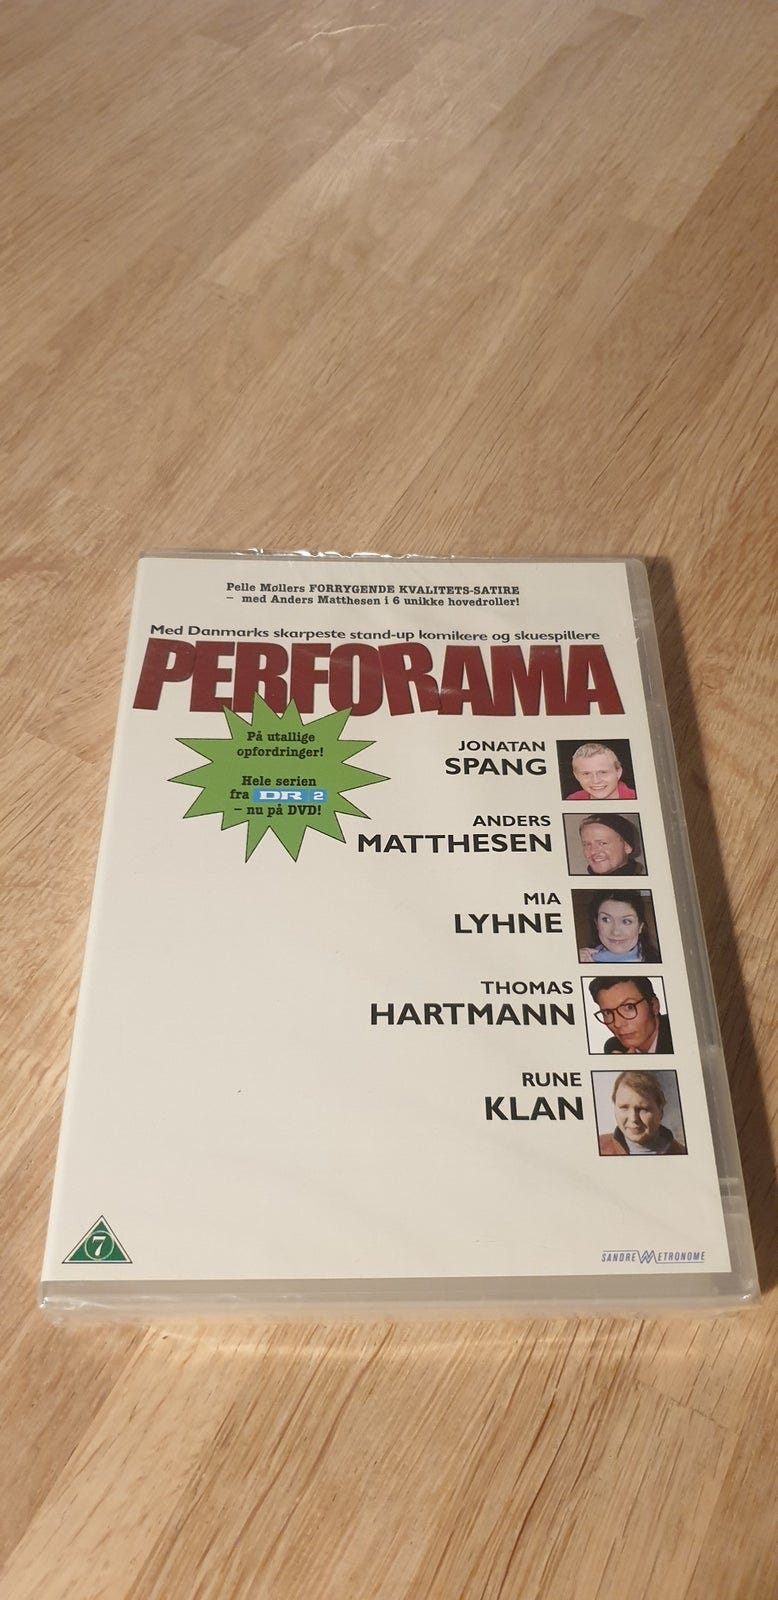 Pelle Møllers FORRYGENDE KVALITETS-SATIRE
– med Anders Matthesen i 6 unikke hovedroller!
Med Danmarks skarpeste stand-up komikere og skuespillere
PERFORAMA
På utallige
opfordringer!
Hele serien
fra DR 2
– nu på DVD!
JONATAN
SPANG
ANDERS
MATTHESEN
MIA
LYHNE
THOMAS
HARTMANN
RUNE
KLAN
7
SANDREW METRONOME